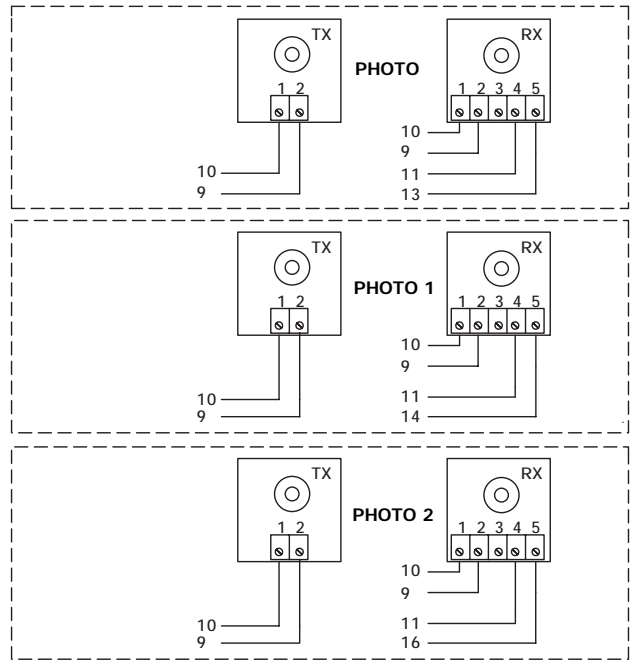 TX RX
PHOTO
1 2 1 2 3 4 5
10
9
10 11
9 13
TX RX
PHOTO 1
1 2 1 2 3 4 5
10
9
10 11
9 14
TX RX
PHOTO 2
1 2 1 2 3 4 5
10
9
10 11
9 16